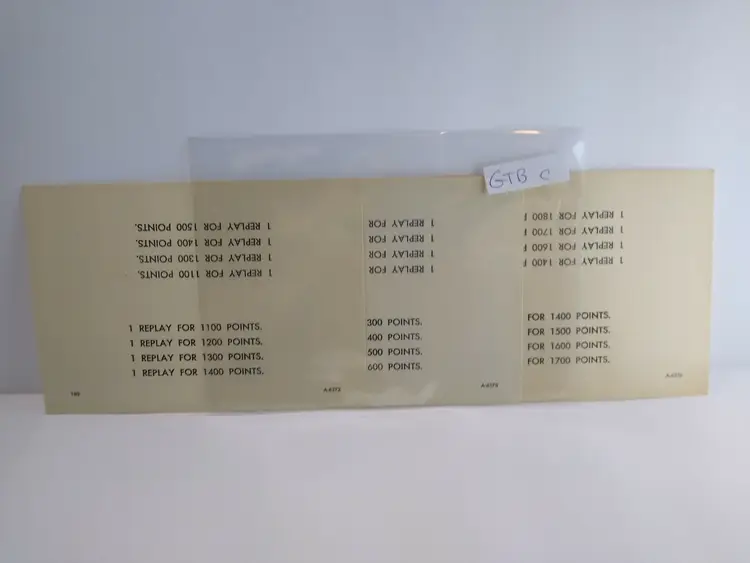 GTB C
1 REPLAY FOR 1500 POINTS.
1 REPLAY FOR 1400 POINTS.
1 REPLAY FOR 1300 POINTS.
1 REPLAY FOR 1100 POINTS.
1 REPLAY FOR
1 REPLAY FOR
1 REPLAY FOR
1 REPLAY FOR
1 REPLAY FOR 1800
1 REPLAY FOR 1700
1 REPLAY FOR 1600
1 REPLAY FOR 1400
1 REPLAY FOR 1100 POINTS.
1 REPLAY FOR 1200 POINTS.
1 REPLAY FOR 1300 POINTS.
1 REPLAY FOR 1400 POINTS.
300 POINTS.
400 POINTS.
500 POINTS.
600 POINTS.
FOR 1400 POINTS.
FOR 1500 POINTS.
FOR 1600 POINTS.
FOR 1700 POINTS.